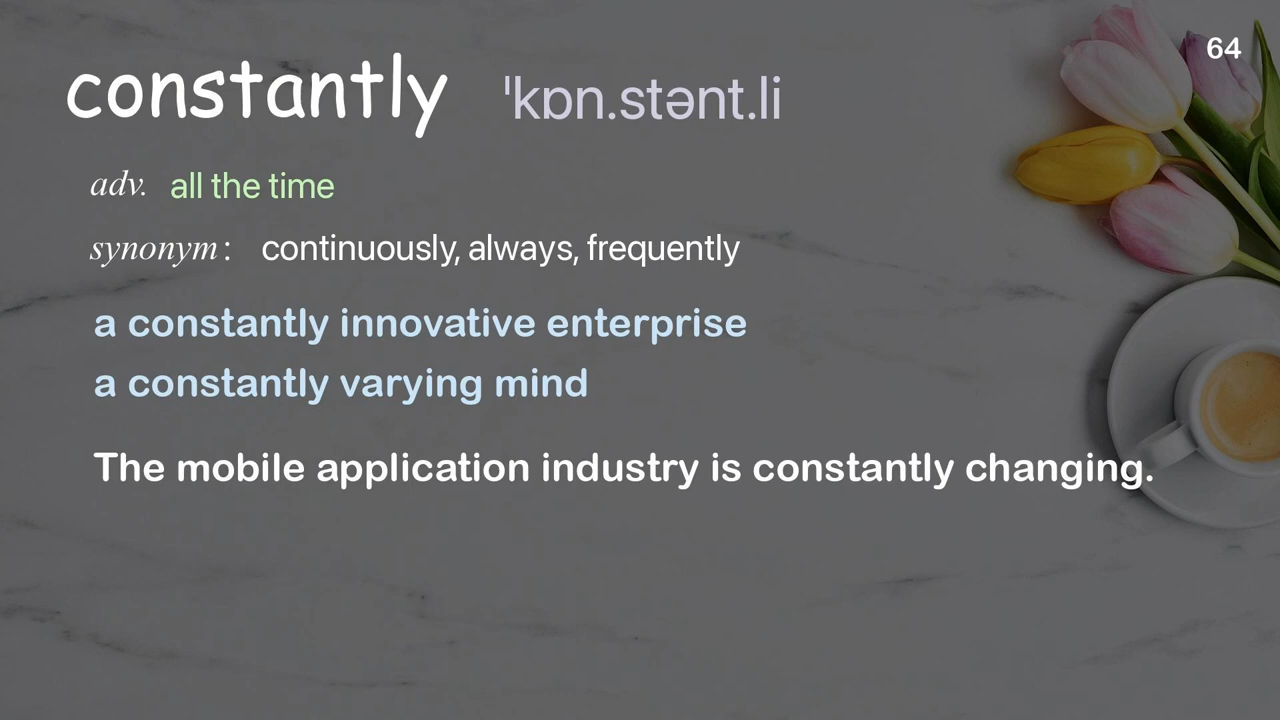 64
constantly ˈkɒn.stənt.li
adv. all the time
synonym: continuously, always, frequently
a constantly innovative enterprise
a constantly varying mind
The mobile application industry is constantly changing.